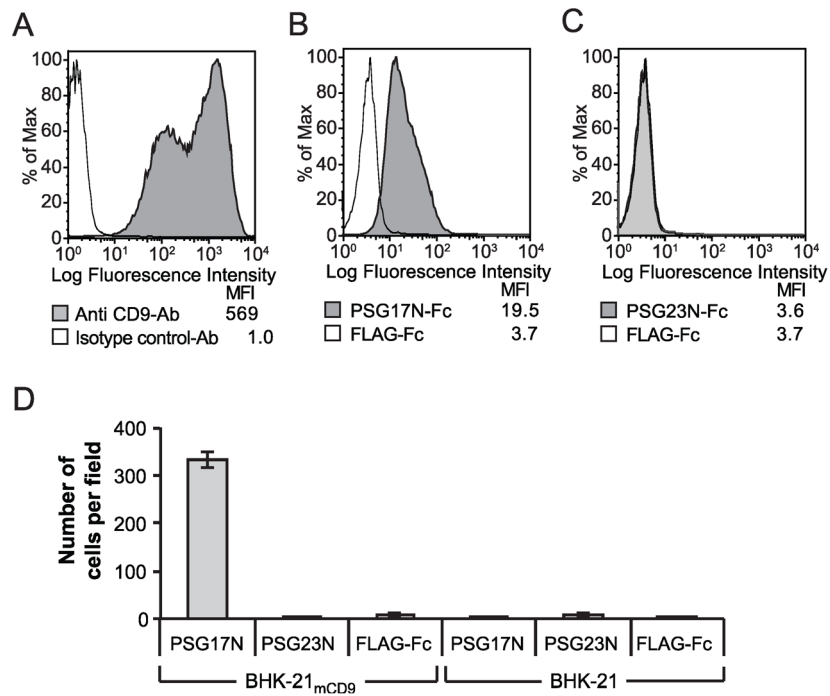 A
B
C
% of Max
100
80
60
40
20
0
10⁰ 10¹ 10² 10³ 10⁴
Log Fluorescence Intensity
MFI
Anti CD9-Ab 569
Isotype control-Ab 1.0
% of Max
100
80
60
40
20
0
10⁰ 10¹ 10² 10³ 10⁴
Log Fluorescence Intensity
MFI
PSG17N-Fc 19.5
FLAG-Fc 3.7
% of Max
100
80
60
40
20
0
10⁰ 10¹ 10² 10³ 10⁴
Log Fluorescence Intensity
MFI
PSG23N-Fc 3.6
FLAG-Fc 3.7
D
Number of
cells per field
400
300
200
100
0
PSG17N PSG23N FLAG-Fc PSG17N PSG23N FLAG-Fc
BHK-21mCD9 BHK-21